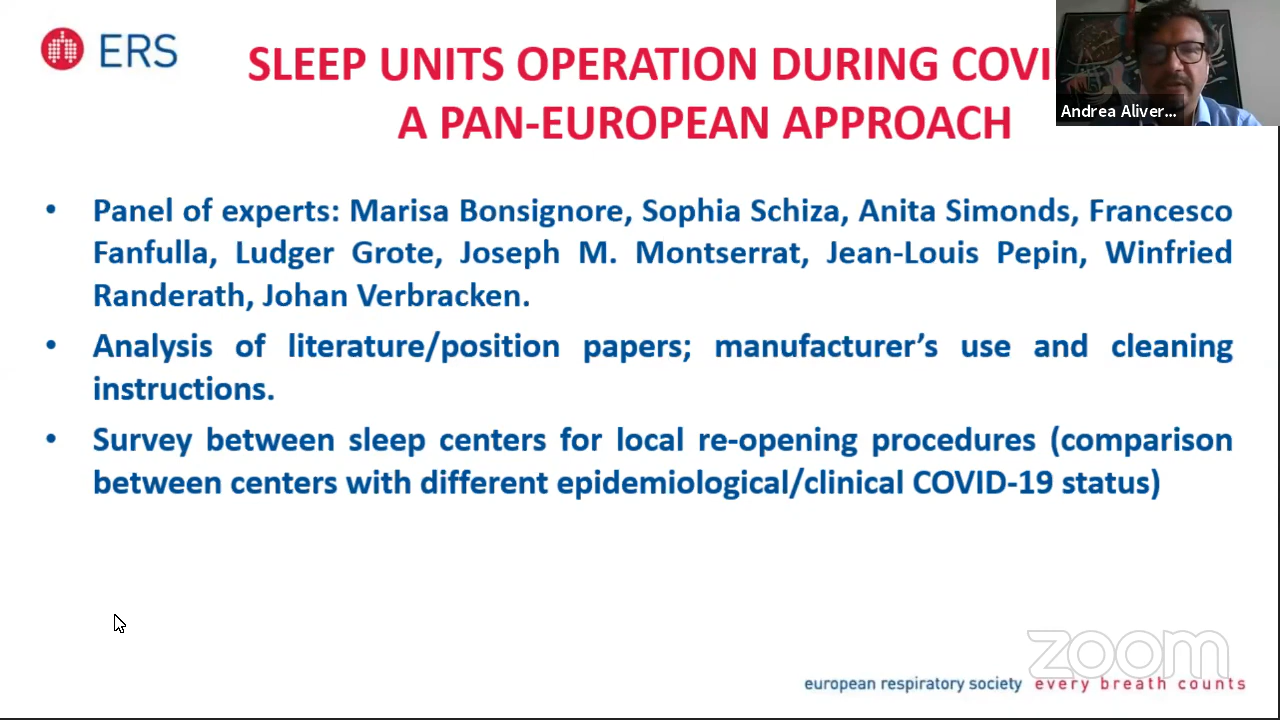 ERS
SLEEP UNITS OPERATION DURING COVI
A PAN-EUROPEAN APPROACH
Andrea Aliver...
• Panel of experts: Marisa Bonsignore, Sophia Schiza, Anita Simonds, Francesco
Fanfulla, Ludger Grote, Joseph M. Montserrat, Jean-Louis Pepin, Winfried
Randerath, Johan Verbracken.
• Analysis of literature/position papers; manufacturer’s use and cleaning
instructions.
• Survey between sleep centers for local re-opening procedures (comparison
between centers with different epidemiological/clinical COVID-19 status)
zoom
european respiratory society every breath counts